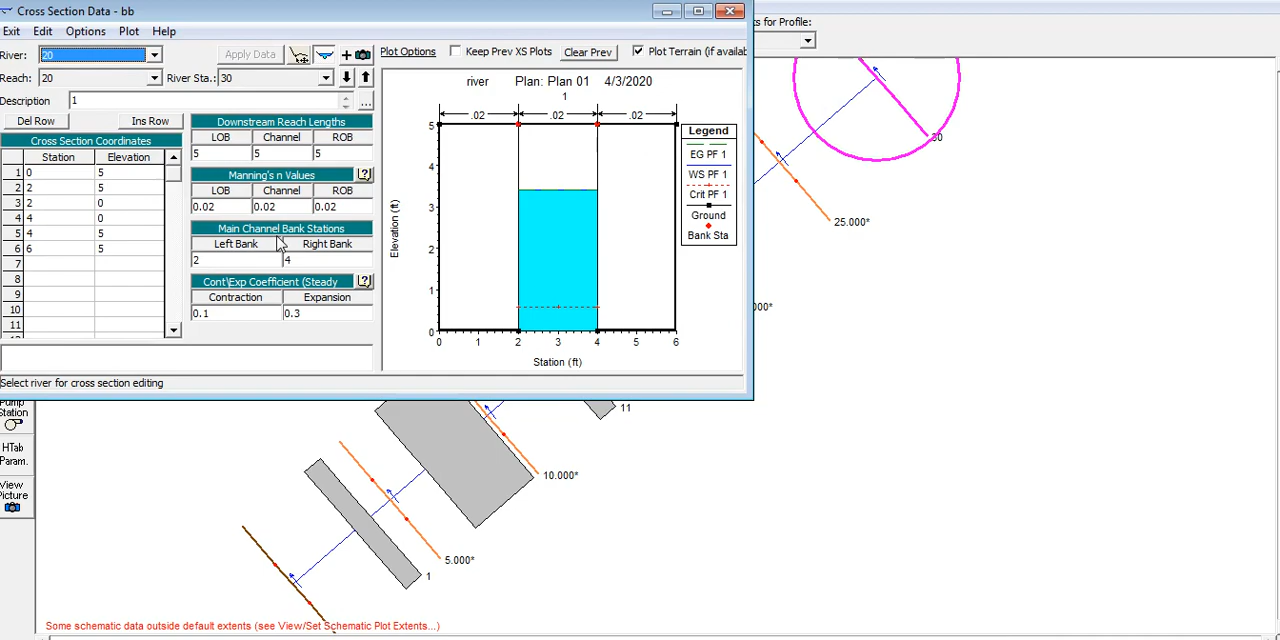 Cross Section Data - bb
Exit Edit Options Plot Help
River: 20 Apply Data + Plot Options Keep Prev XS Plots Clear Prev Plot Terrain (if availab
Reach: 20 River Sta.: 30
Description 1 ...
Del Row Ins Row
Cross Section Coordinates
Station Elevation
1 0 5
2 2 5
3 2 0
4 4 0
5 4 5
6 6 5
7
8
9
10
11
Downstream Reach Lengths
LOB Channel ROB
5 5 5
Manning's n Values ?
LOB Channel ROB
0.02 0.02 0.02
Main Channel Bank Stations
Left Bank Right Bank
2 4
Cont\Exp Coefficient (Steady ?
Contraction Expansion
0.1 0.3
river Plan: Plan 01 4/3/2020
1
.02 .02 .02
5
4
3
2
1
0
Elevation (ft)
0 1 2 3 4 5 6
Station (ft)
Legend
EG PF 1
WS PF 1
Crit PF 1
Ground
Bank Sta
Select river for cross section editing
ks for Profile:
30
25.000*
.000*
11
10.000*
5.000*
1
Pump
Station
HTab
Param.
View
Picture
Some schematic data outside default extents (see View/Set Schematic Plot Extents...)